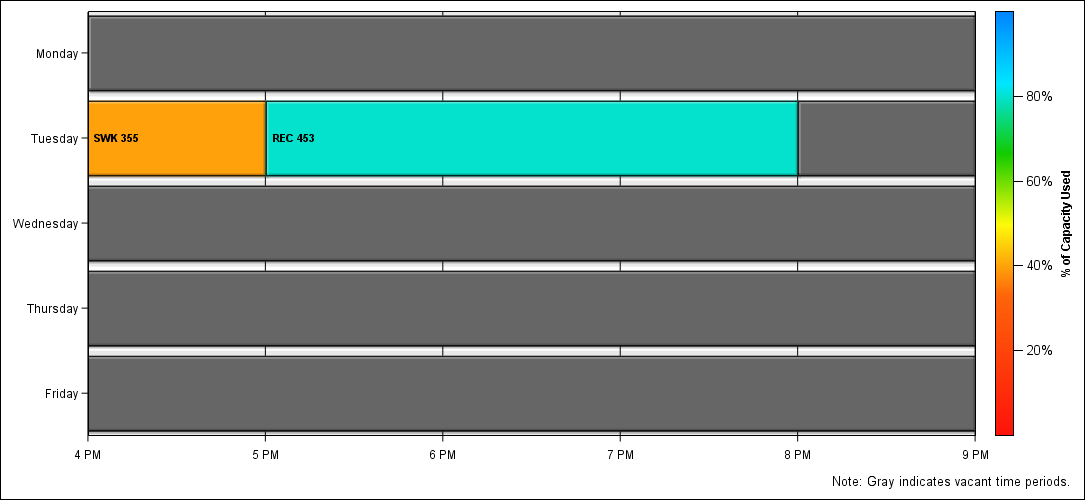 Monday
Tuesday
SWK 355
REC 453
Wednesday
Thursday
Friday
4 PM
5 PM
6 PM
7 PM
8 PM
9 PM
80%
60%
40%
20%
% of Capacity Used
Note: Gray indicates vacant time periods.